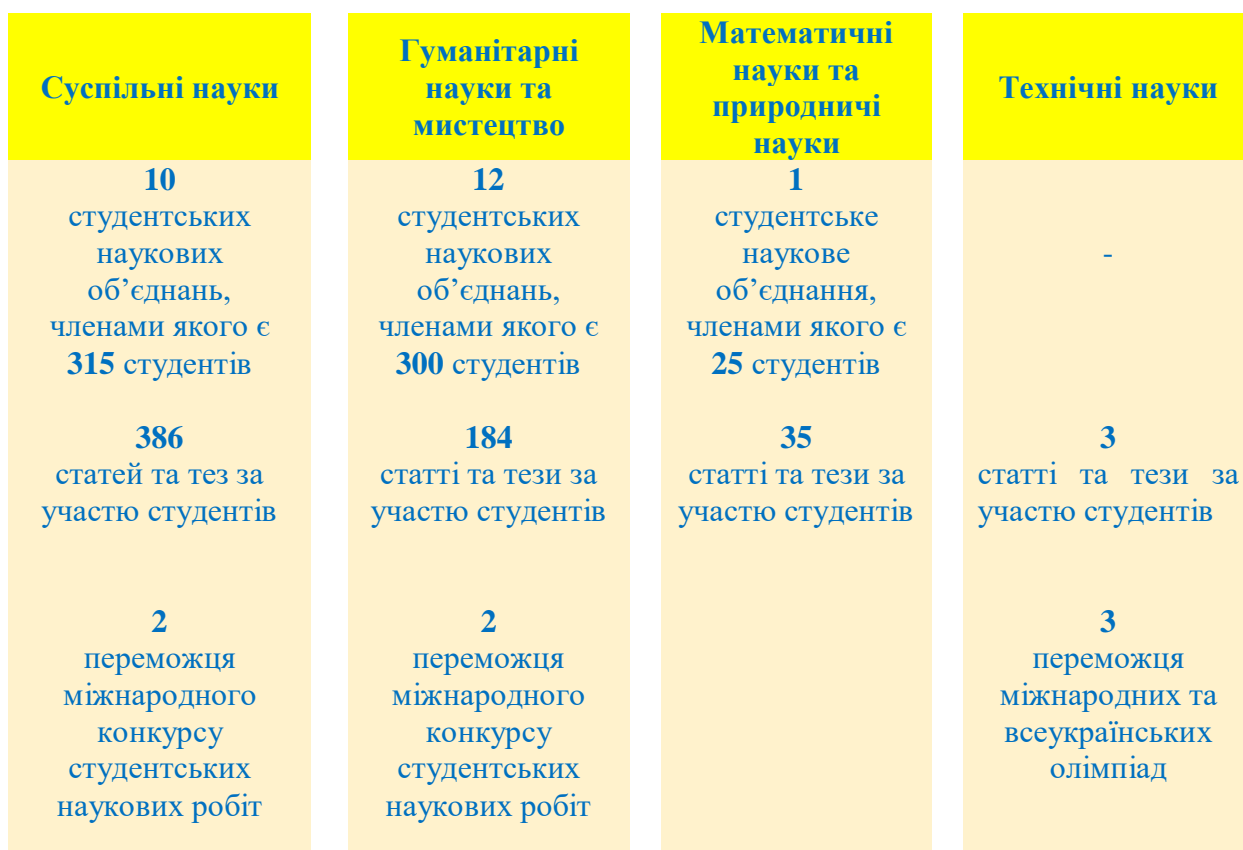 Суспільні науки
Гуманітарні
науки та
мистецтво
Математичні
науки та
природничі
науки
Технічні науки
10
студентських
наукових
об’єднань,
членами якого є
315 студентів
12
студентських
наукових
об’єднань,
членами якого є
300 студентів
1
студентське
наукове
об’єднання,
членами якого є
25 студентів
-
386
статей та тез за
участю студентів
184
статті та тези за
участю студентів
35
статті та тези за
участю студентів
3
статті та тези за
участю студентів
2
переможця
міжнародного
конкурсу
студентських
наукових робіт
2
переможця
міжнародного
конкурсу
студентських
наукових робіт
3
переможця
міжнародних та
всеукраїнських
олімпіад